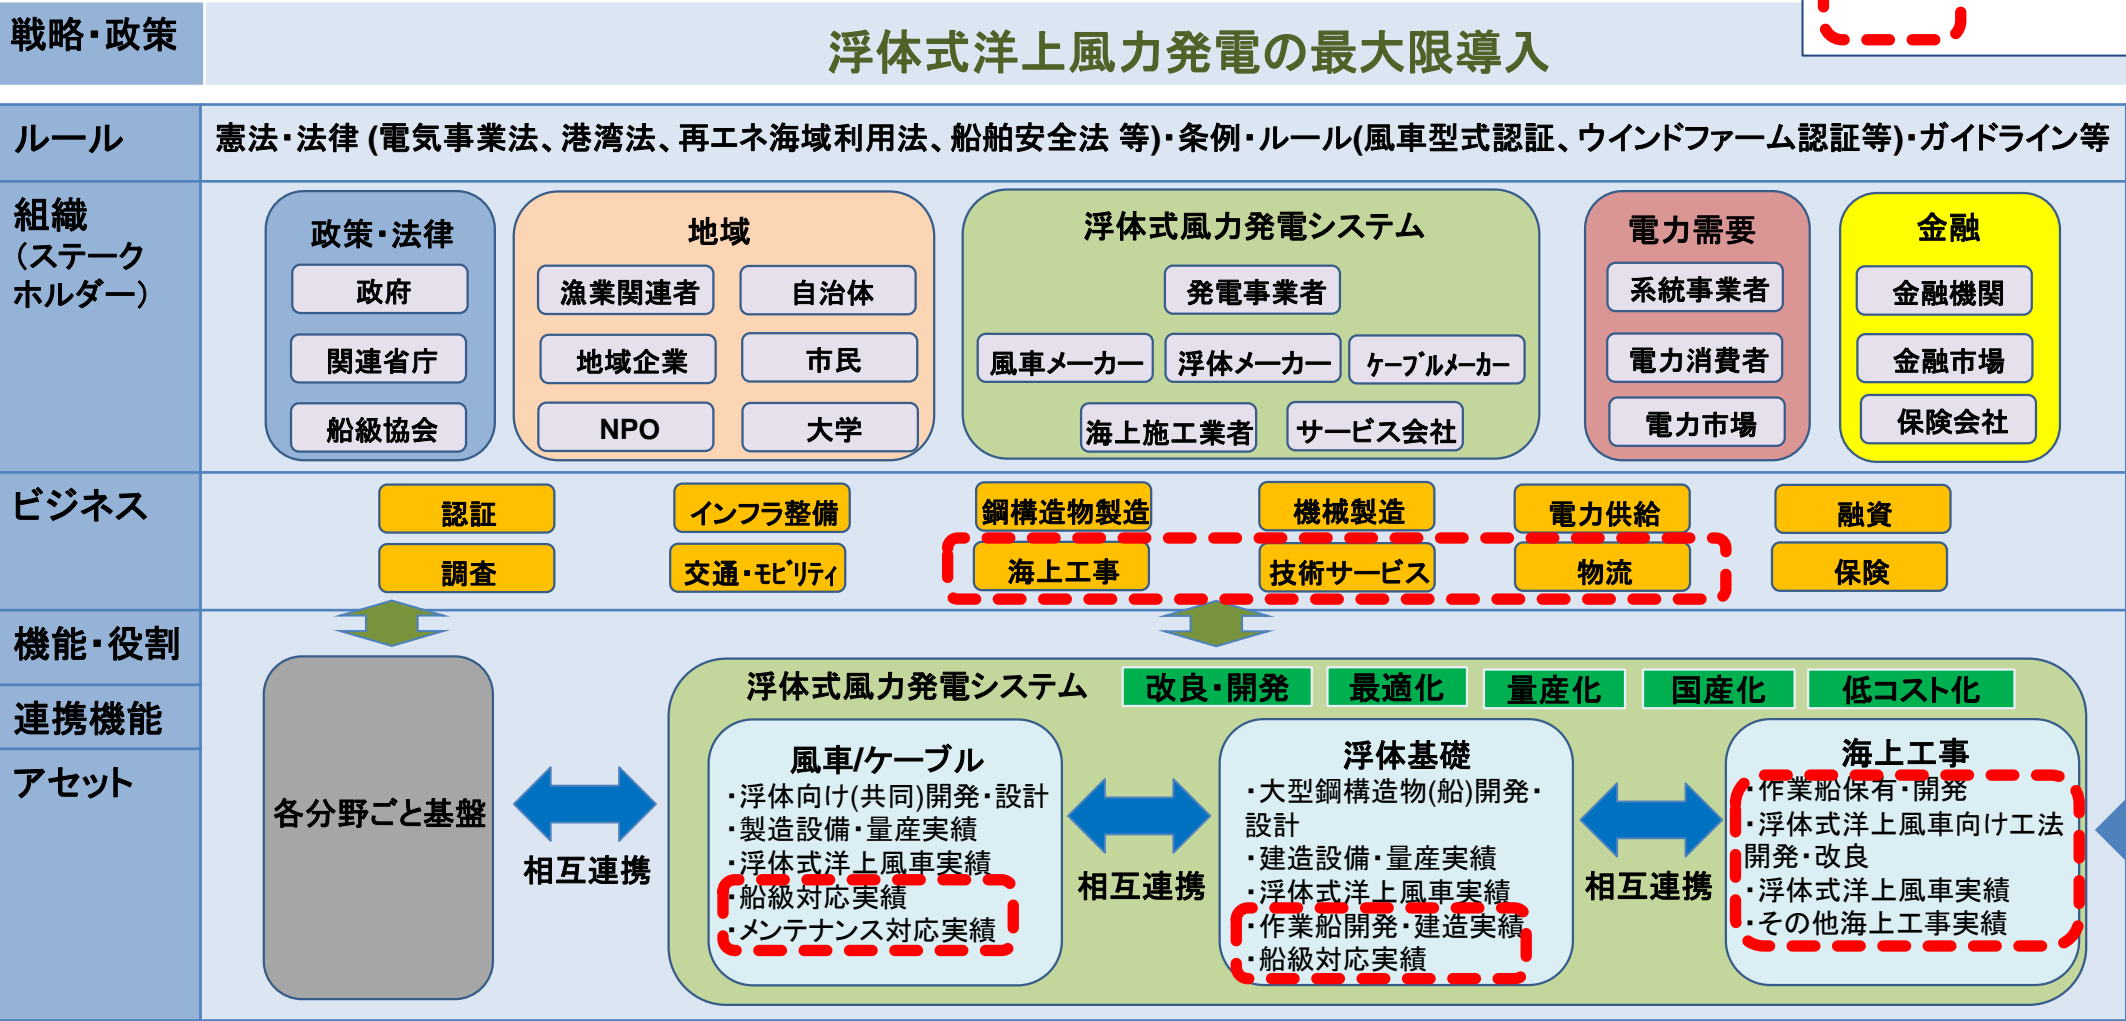 戦略・政策
浮体式洋上風力発電の最大限導入
ルール
憲法・法律 (電気事業法、港湾法、再エネ海域利用法、船舶安全法 等)・条例・ルール(風車型式認証、ウインドファーム認証等)・ガイドライン等
組織
（ステーク
ホルダー）
政策・法律
政府
関連省庁
船級協会
地域
漁業関連者
自治体
地域企業
市民
NPO
大学
浮体式風力発電システム
発電事業者
風車メーカー
浮体メーカー
ケーブルメーカー
海上施工業者
サービス会社
電力需要
系統事業者
電力消費者
電力市場
金融
金融機関
金融市場
保険会社
ビジネス
認証
インフラ整備
鋼構造物製造
機械製造
電力供給
融資
調査
交通・モビリティ
海上工事
技術サービス
物流
保険
機能・役割
連携機能
アセット
各分野ごと基盤
相互連携
浮体式風力発電システム
改良・開発
最適化
量産化
国産化
低コスト化
風車/ケーブル
・浮体向け(共同)開発・設計
・製造設備・量産実績
・浮体式洋上風車実績
・船級対応実績
・メンテナンス対応実績
相互連携
浮体基礎
・大型鋼構造物(船)開発・
設計
・建造設備・量産実績
・浮体式洋上風車実績
・作業船開発・建造実績
・船級対応実績
相互連携
海上工事
・作業船保有・開発
・浮体式洋上風車向け工法
開発・改良
・浮体式洋上風車実績
・その他海上工事実績